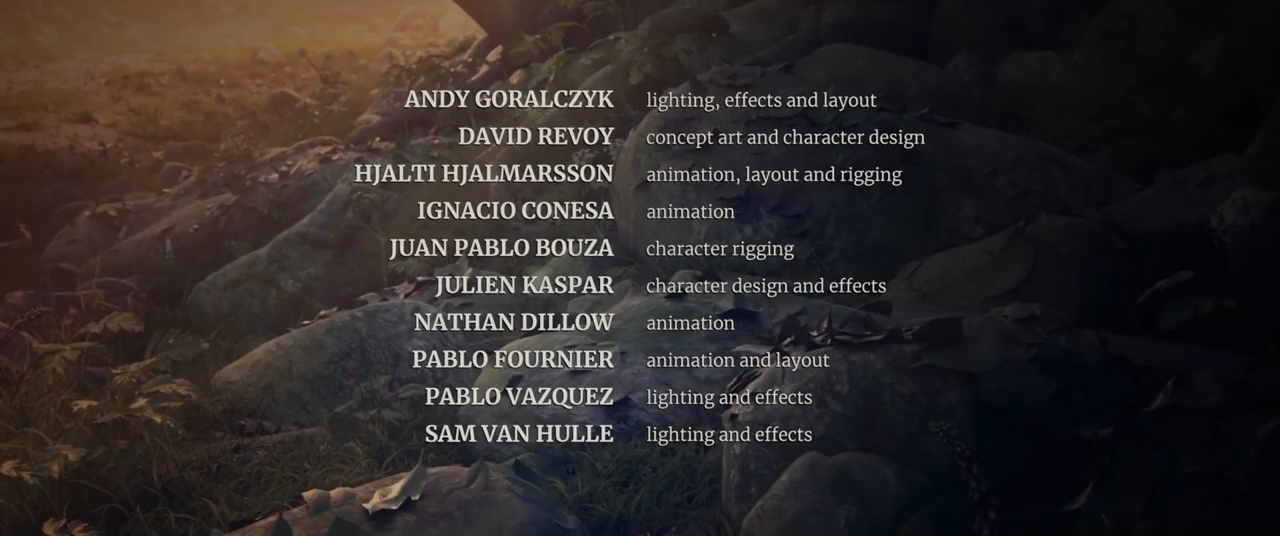 ANDY GORALCZYK lighting, effects and layout
DAVID REVOY concept art and character design
HJALTI HJALMARSSON animation, layout and rigging
IGNACIO CONESA animation
JUAN PABLO BOUZA character rigging
JULIEN KASPAR character design and effects
NATHAN DILLOW animation
PABLO FOURNIER animation and layout
PABLO VAZQUEZ lighting and effects
SAM VAN HULLE lighting and effects